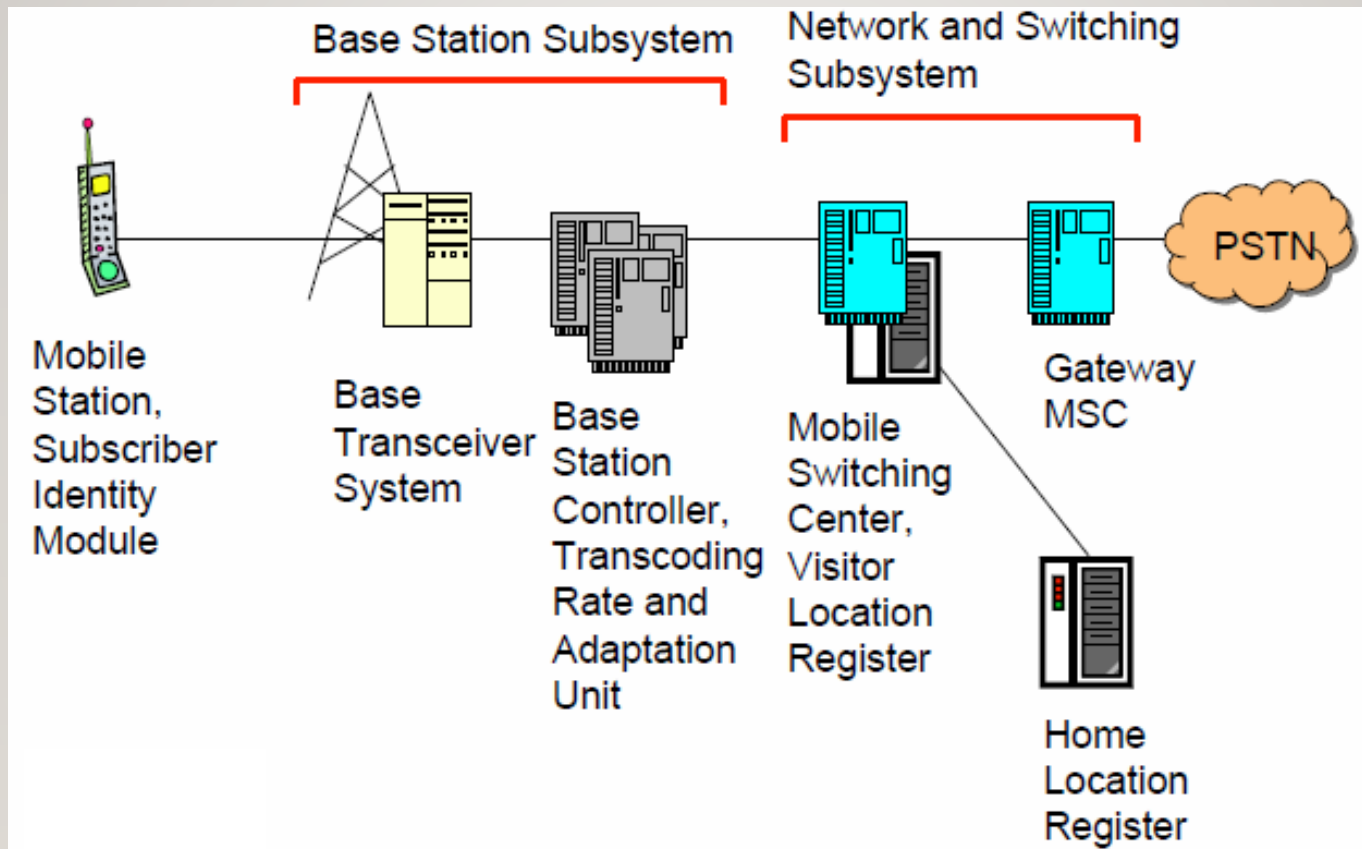 Base Station Subsystem
Network and Switching
Subsystem
PSTN
Mobile
Station,
Subscriber
Identity
Module
Base
Transceiver
System
Base
Station
Controller,
Transcoding
Rate and
Adaptation
Unit
Mobile
Switching
Center,
Visitor
Location
Register
Gateway
MSC
Home
Location
Register